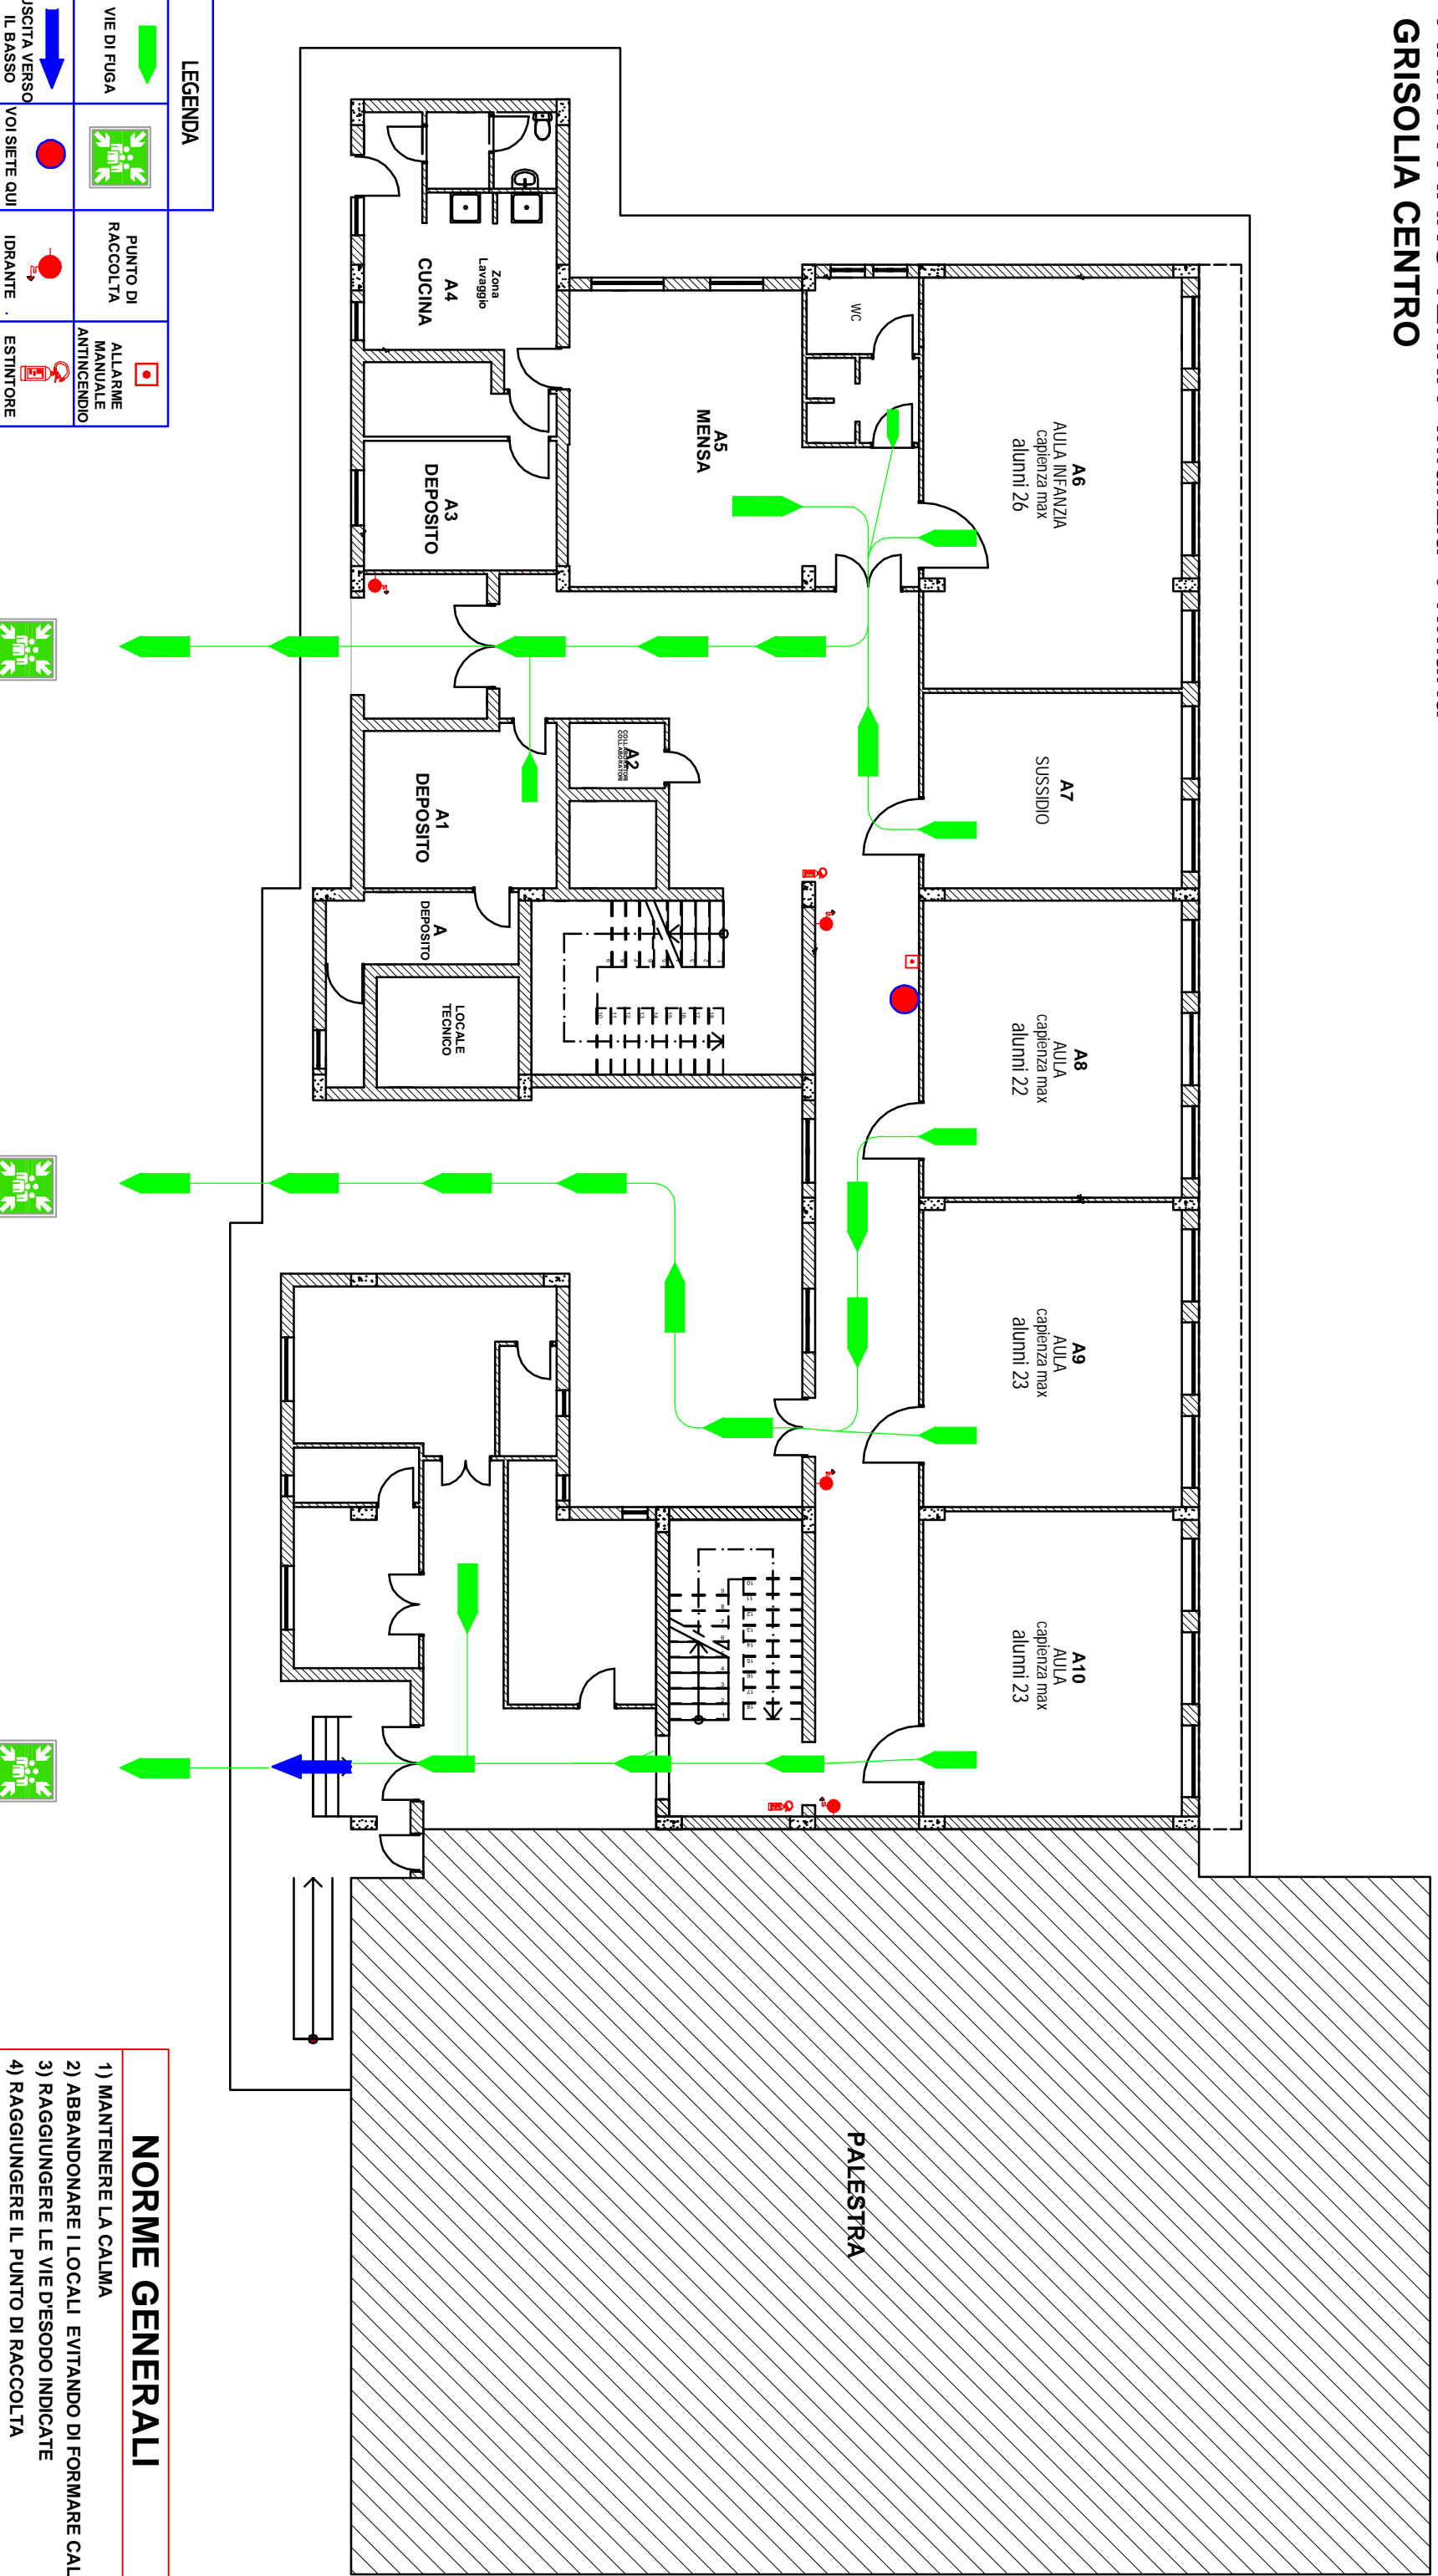 GRISOLIA CENTRO
A6
AULA INFANZIA
capienza max
alunni 26
A7
SUSSIDIO
A8
AULA
capienza max
alunni 22
A9
AULA
capienza max
alunni 23
A10
AULA
capienza max
alunni 23
WC
A5
MENSA
Zona
Lavaggio
A4
CUCINA
A3
DEPOSITO
A2
A1
DEPOSITO
A
DEPOSITO
LOCALE
TECNICO
PALESTRA
LEGENDA
VIE DI FUGA
PUNTO DI
RACCOLTA
ALLARME
MANUALE
ANTINCENDIO
USCITA VERSO
IL BASSO
VOI SIETE QUI
IDRANTE .
ESTINTORE
NORME GENERALI
1) MANTENERE LA CALMA
2) ABBANDONARE I LOCALI EVITANDO DI FORMARE CAL
3) RAGGIUNGERE LE VIE D'ESODO INDICATE
4) RAGGIUNGERE IL PUNTO DI RACCOLTA